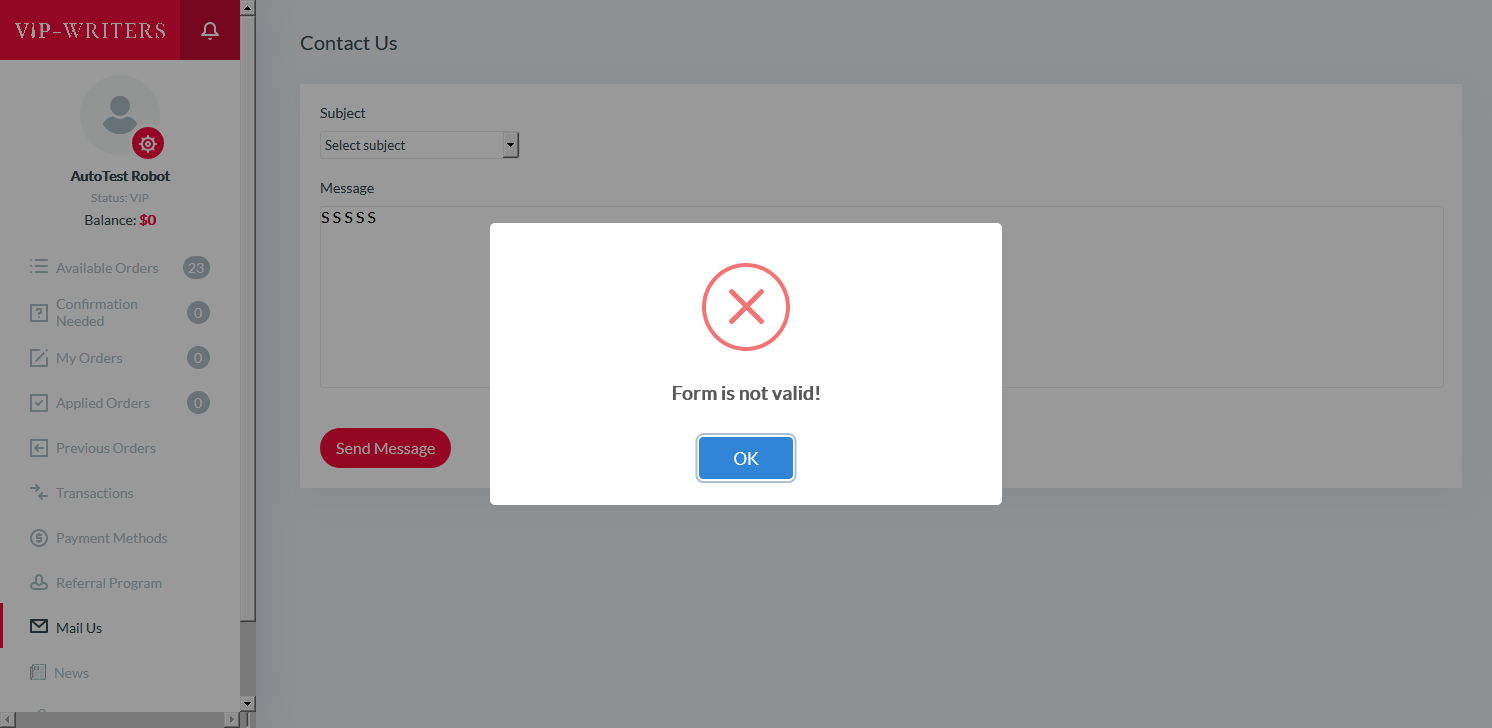 VIP-WRITERS
AutoTest Robot
Status: VIP
Balance: $0
Available Orders 23
Confirmation
Needed 0
My Orders 0
Applied Orders 0
Previous Orders
Transactions
Payment Methods
Referral Program
Mail Us
News
Contact Us
Subject
Select subject
Message
S S S S S
Send Message
Form is not valid!
OK